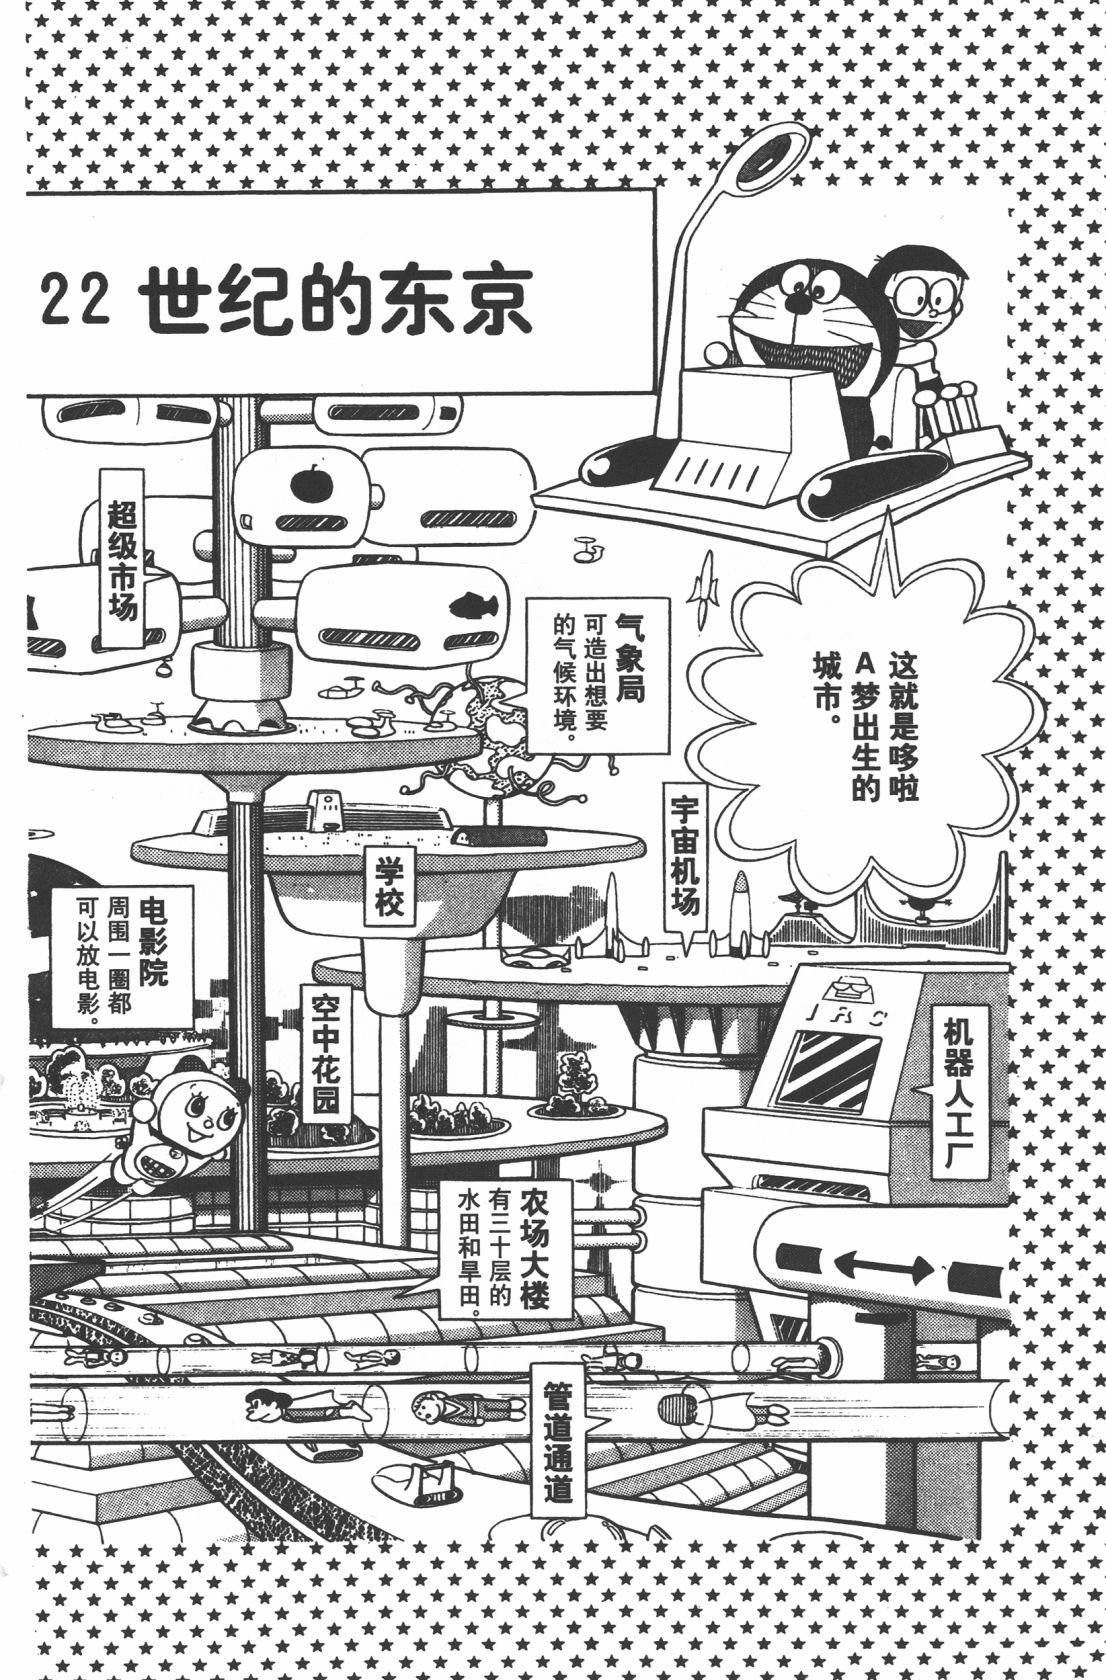 22世纪的东京
这就是哆啦
A梦出生的
城市。
气象局
可造出想要
的气候环境。
超级市场
宇宙机场
学校
电影院
周围一圈都
可以放电影。
空中花园
机器人工厂
IRC
农场大楼
有三十层的
水田和旱田。
管道通道